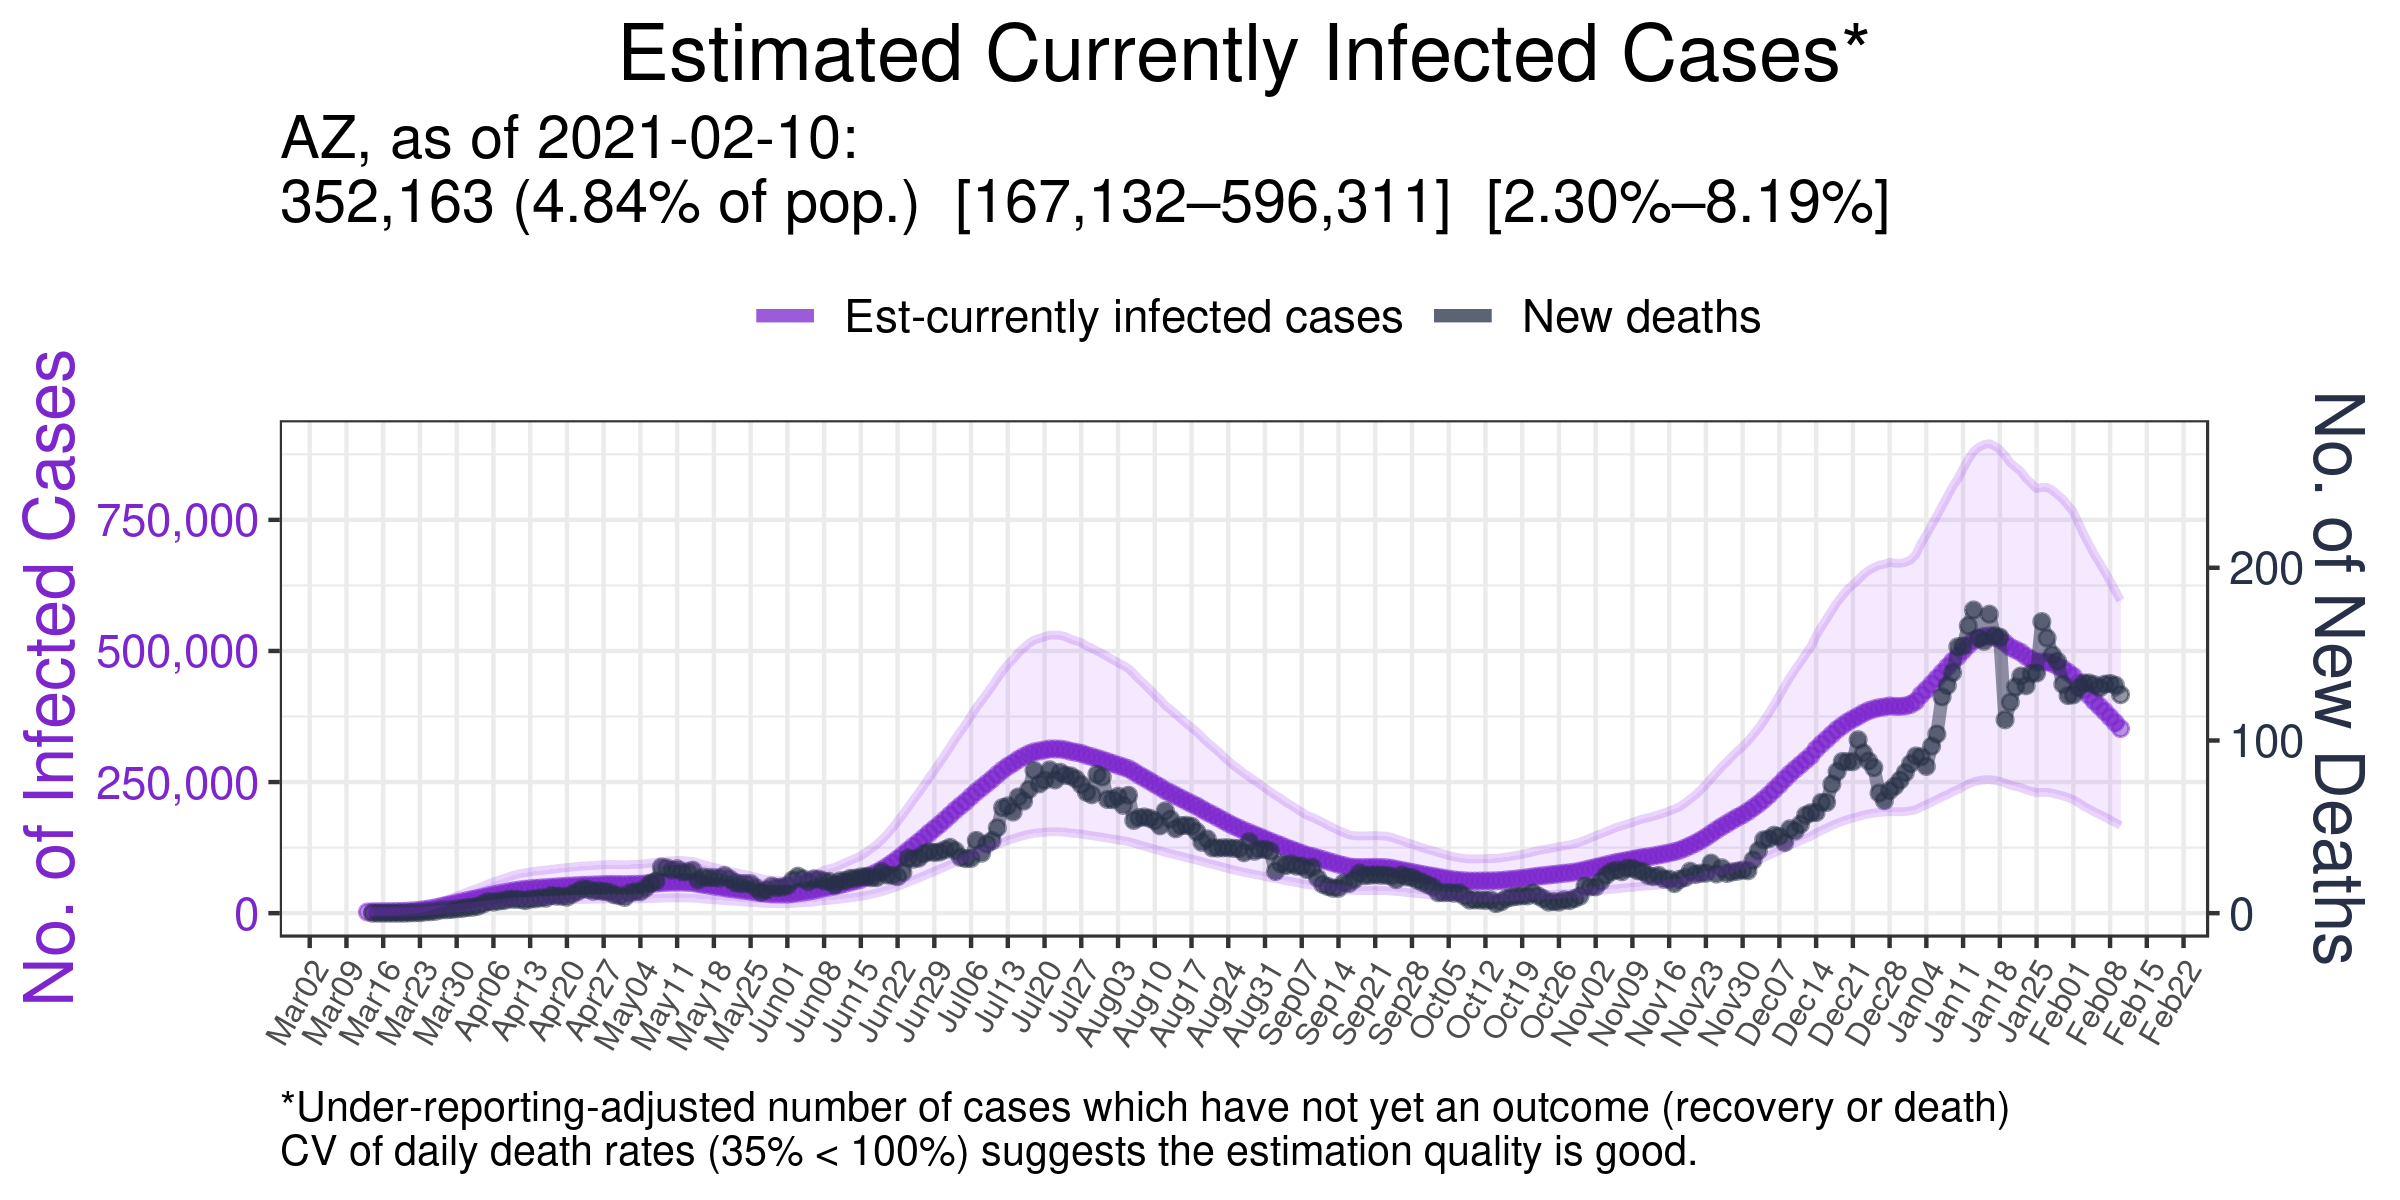 Estimated Currently Infected Cases*
AZ, as of 2021-02-10:
352,163 (4.84% of pop.)  [167,132–596,311]  [2.30%–8.19%]
Est-currently infected cases
New deaths
No. of Infected Cases
750,000
500,000
250,000
0
No. of New Deaths
200
100
0
Mar02
Mar09
Mar16
Mar23
Mar30
Apr06
Apr13
Apr20
Apr27
May04
May11
May18
May25
Jun01
Jun08
Jun15
Jun22
Jun29
Jul06
Jul13
Jul20
Jul27
Aug03
Aug10
Aug17
Aug24
Aug31
Sep07
Sep14
Sep21
Sep28
Oct05
Oct12
Oct19
Oct26
Nov02
Nov09
Nov16
Nov23
Nov30
Dec07
Dec14
Dec21
Dec28
Jan04
Jan11
Jan18
Jan25
Feb01
Feb08
Feb15
Feb22
*Under-reporting-adjusted number of cases which have not yet an outcome (recovery or death)
CV of daily death rates (35% < 100%) suggests the estimation quality is good.